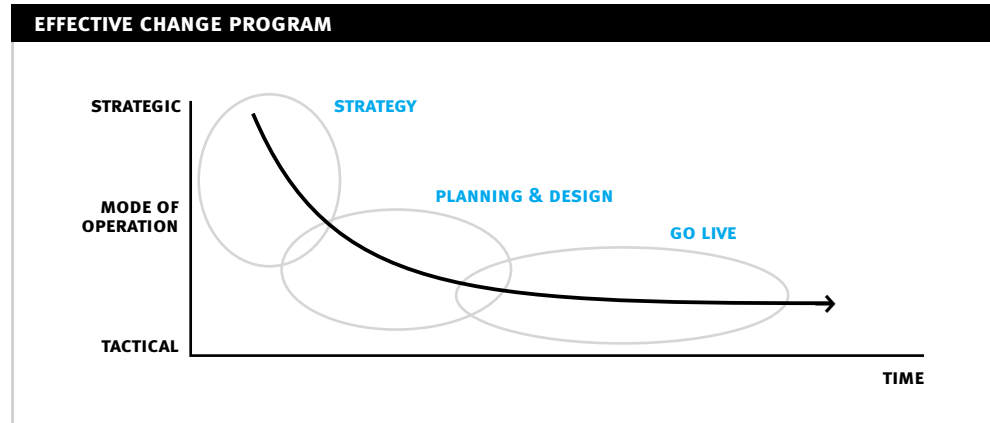 EFFECTIVE CHANGE PROGRAM
STRATEGIC
STRATEGY
PLANNING & DESIGN
MODE OF
OPERATION
GO LIVE
TACTICAL
TIME